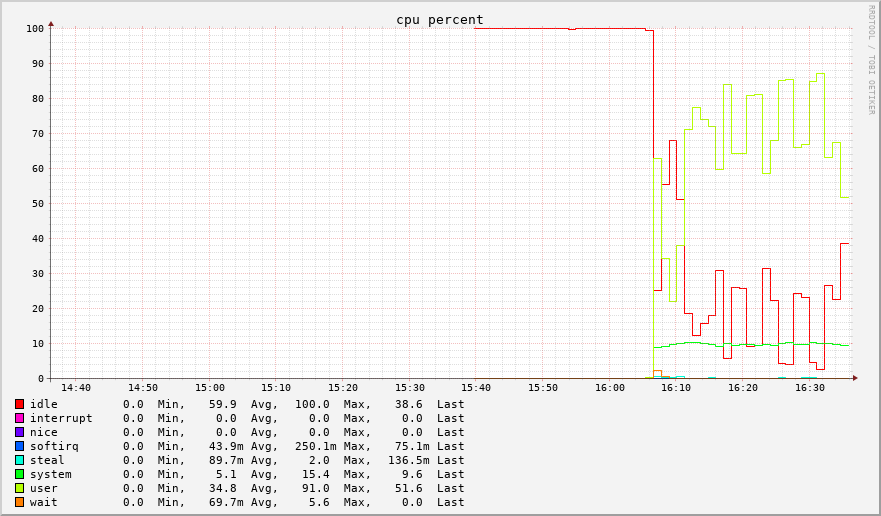 cpu percent
RRDTOOL / TOBI OETIKER
100
90
80
70
60
50
40
30
20
10
0
14:40 14:50 15:00 15:10 15:20 15:30 15:40 15:50 16:00 16:10 16:20 16:30
idle 0.0 Min, 59.9 Avg, 100.0 Max, 38.6 Last
interrupt 0.0 Min, 0.0 Avg, 0.0 Max, 0.0 Last
nice 0.0 Min, 0.0 Avg, 0.0 Max, 0.0 Last
softirq 0.0 Min, 43.9m Avg, 250.1m Max, 75.1m Last
steal 0.0 Min, 89.7m Avg, 2.0 Max, 136.5m Last
system 0.0 Min, 5.1 Avg, 15.4 Max, 9.6 Last
user 0.0 Min, 34.8 Avg, 91.0 Max, 51.6 Last
wait 0.0 Min, 69.7m Avg, 5.6 Max, 0.0 Last